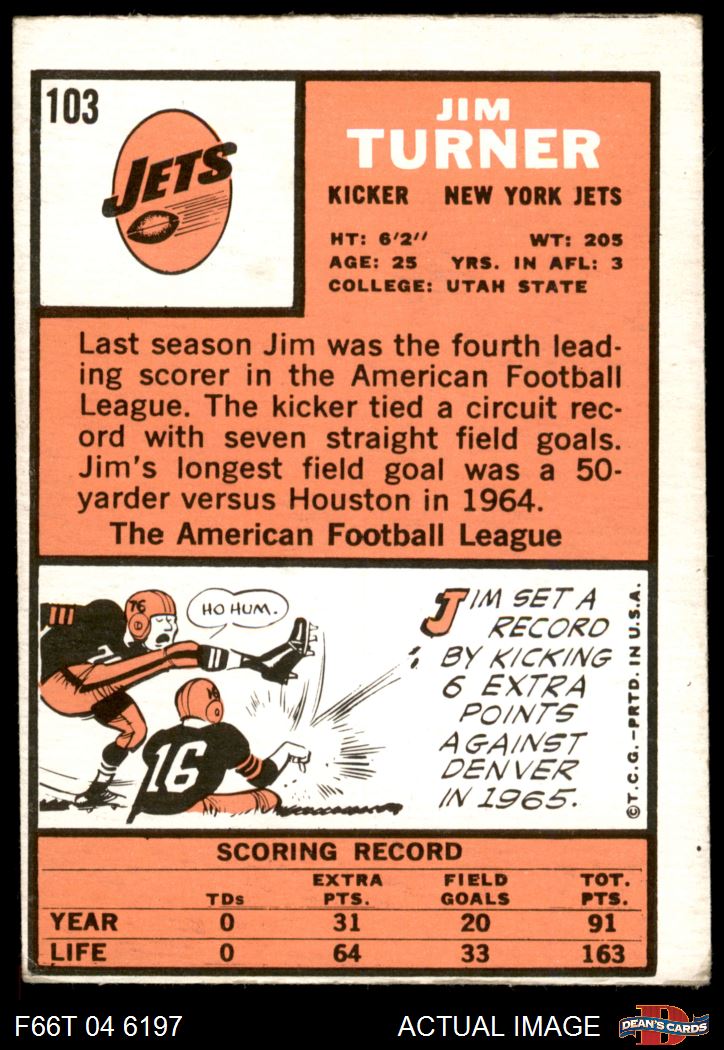 103
JETS
JIM
TURNER
KICKER NEW YORK JETS
HT: 6'2" WT: 205
AGE: 25 YRS. IN AFL: 3
COLLEGE: UTAH STATE
Last season Jim was the fourth lead-
ing scorer in the American Football
League. The kicker tied a circuit rec-
ord with seven straight field goals.
Jim's longest field goal was a 50-
yarder versus Houston in 1964.
The American Football League
76
HO HUM.
16
16
JIM SET A
RECORD
BY KICKING
6 EXTRA
POINTS
AGAINST
DENVER
IN 1965.
©T.C.G.-PRTD. IN U.S.A.
SCORING RECORD
TDs EXTRA PTS. FIELD GOALS TOT. PTS.
YEAR 0 31 20 91
LIFE 0 64 33 163
F66T 04 6197 ACTUAL IMAGE
DEAN'S CARDS